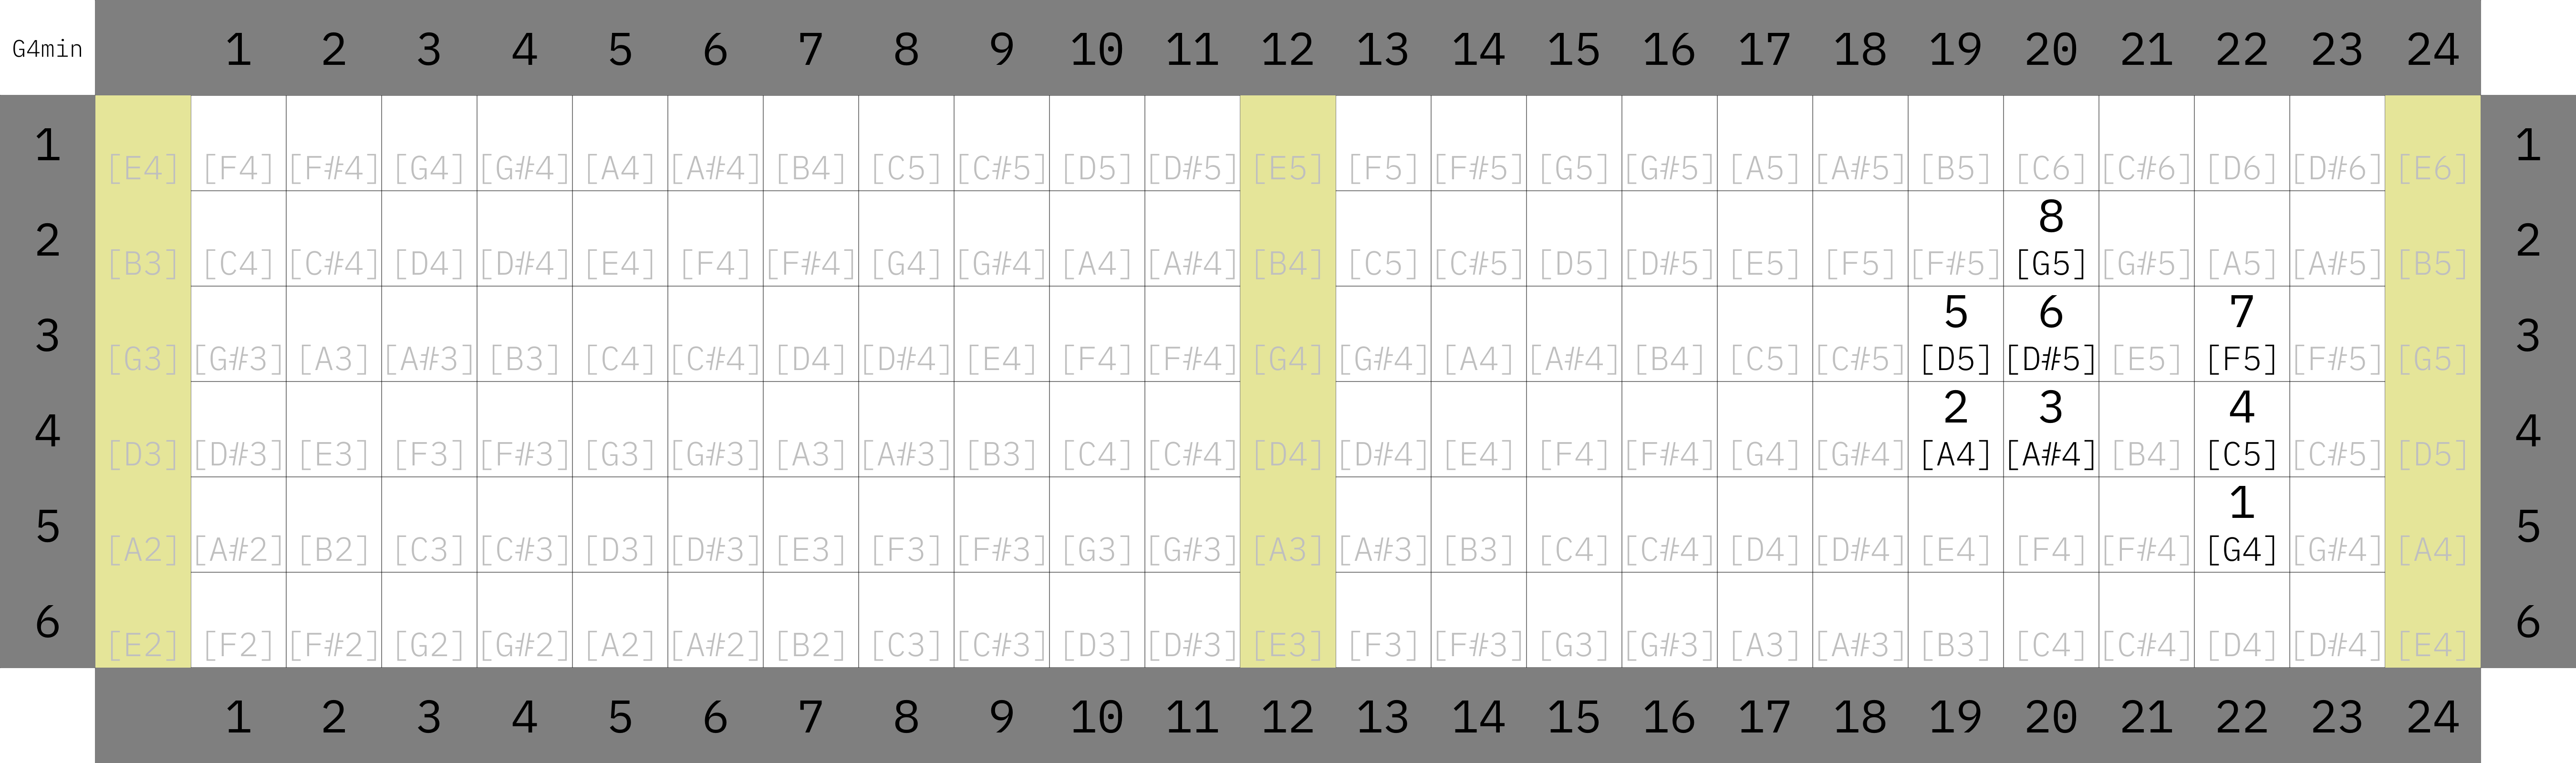 G4min 1 2 3 4 5 6 7 8 9 10 11 12 13 14 15 16 17 18 19 20 21 22 23 24
1 [E4] [F4] [F#4] [G4] [G#4] [A4] [A#4] [B4] [C5] [C#5] [D5] [D#5] [E5] [F5] [F#5] [G5] [G#5] [A5] [A#5] [B5] [C6] [C#6] [D6] [D#6] [E6] 1
8
2 [B3] [C4] [C#4] [D4] [D#4] [E4] [F4] [F#4] [G4] [G#4] [A4] [A#4] [B4] [C5] [C#5] [D5] [D#5] [E5] [F5] [F#5] [G5] [G#5] [A5] [A#5] [B5] 2
5 6 7
3 [G3] [G#3] [A3] [A#3] [B3] [C4] [C#4] [D4] [D#4] [E4] [F4] [F#4] [G4] [G#4] [A4] [A#4] [B4] [C5] [C#5] [D5] [D#5] [E5] [F5] [F#5] [G5] 3
2 3 4
4 [D3] [D#3] [E3] [F3] [F#3] [G3] [G#3] [A3] [A#3] [B3] [C4] [C#4] [D4] [D#4] [E4] [F4] [F#4] [G4] [G#4] [A4] [A#4] [B4] [C5] [C#5] [D5] 4
1
5 [A2] [A#2] [B2] [C3] [C#3] [D3] [D#3] [E3] [F3] [F#3] [G3] [G#3] [A3] [A#3] [B3] [C4] [C#4] [D4] [D#4] [E4] [F4] [F#4] [G4] [G#4] [A4] 5
6 [E2] [F2] [F#2] [G2] [G#2] [A2] [A#2] [B2] [C3] [C#3] [D3] [D#3] [E3] [F3] [F#3] [G3] [G#3] [A3] [A#3] [B3] [C4] [C#4] [D4] [D#4] [E4] 6
1 2 3 4 5 6 7 8 9 10 11 12 13 14 15 16 17 18 19 20 21 22 23 24